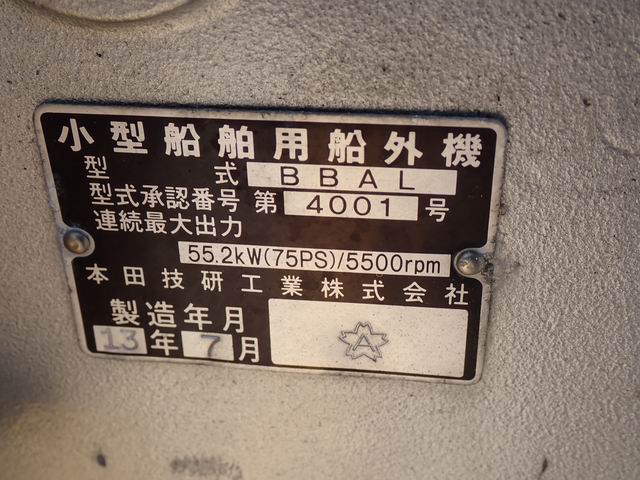 小型船舶用船外機
型式 BBAL
型式承認番号 第 4001 号
連続最大出力
55.2kW(75PS)/5500rpm
本田技研工業株式会社
製造年月
13年7月
A